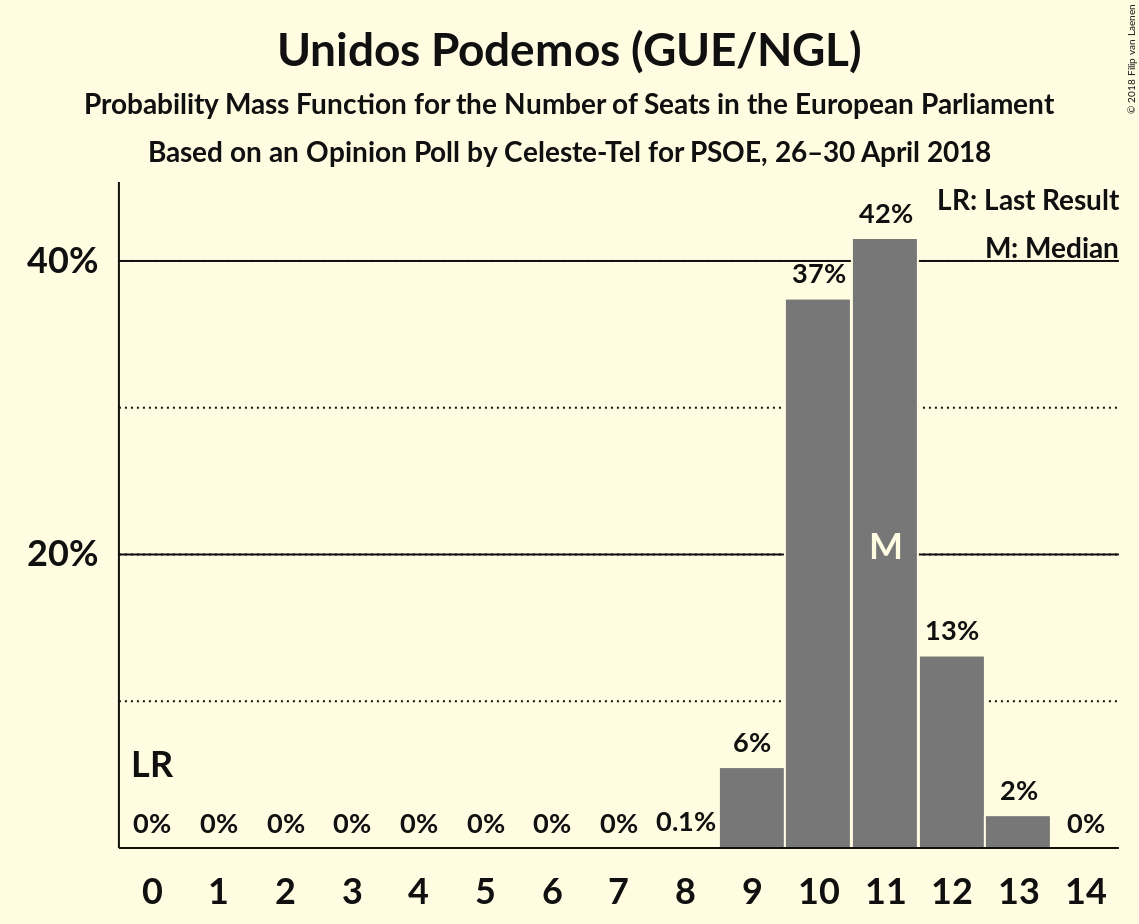 Unidos Podemos (GUE/NGL)
Probability Mass Function for the Number of Seats in the European Parliament
Based on an Opinion Poll by Celeste-Tel for PSOE, 26–30 April 2018
© 2018 Filip van Laenen
LR: Last Result
M: Median
40%
20%
42%
37%
M
13%
6%
2%
LR
0% 0% 0% 0% 0% 0% 0% 0% 0.1% 0%
0 1 2 3 4 5 6 7 8 9 10 11 12 13 14